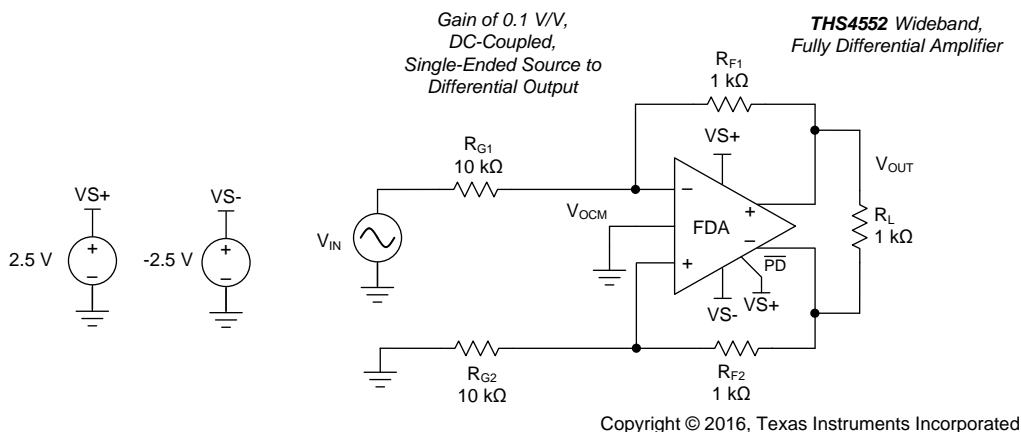 Gain of 0.1 V/V,
DC-Coupled,
Single-Ended Source to
Differential Output
THS4552 Wideband,
Fully Differential Amplifier
RF1
1 kΩ
VS+
RG1
10 kΩ
VS+
VS-
VOUT
VOCM
−
+
FDA
−
+
RL
1 kΩ
VIN
2.5 V
+
−
-2.5 V
+
−
PD
VS+
VS-
RG2
10 kΩ
RF2
1 kΩ
Copyright © 2016, Texas Instruments Incorporated